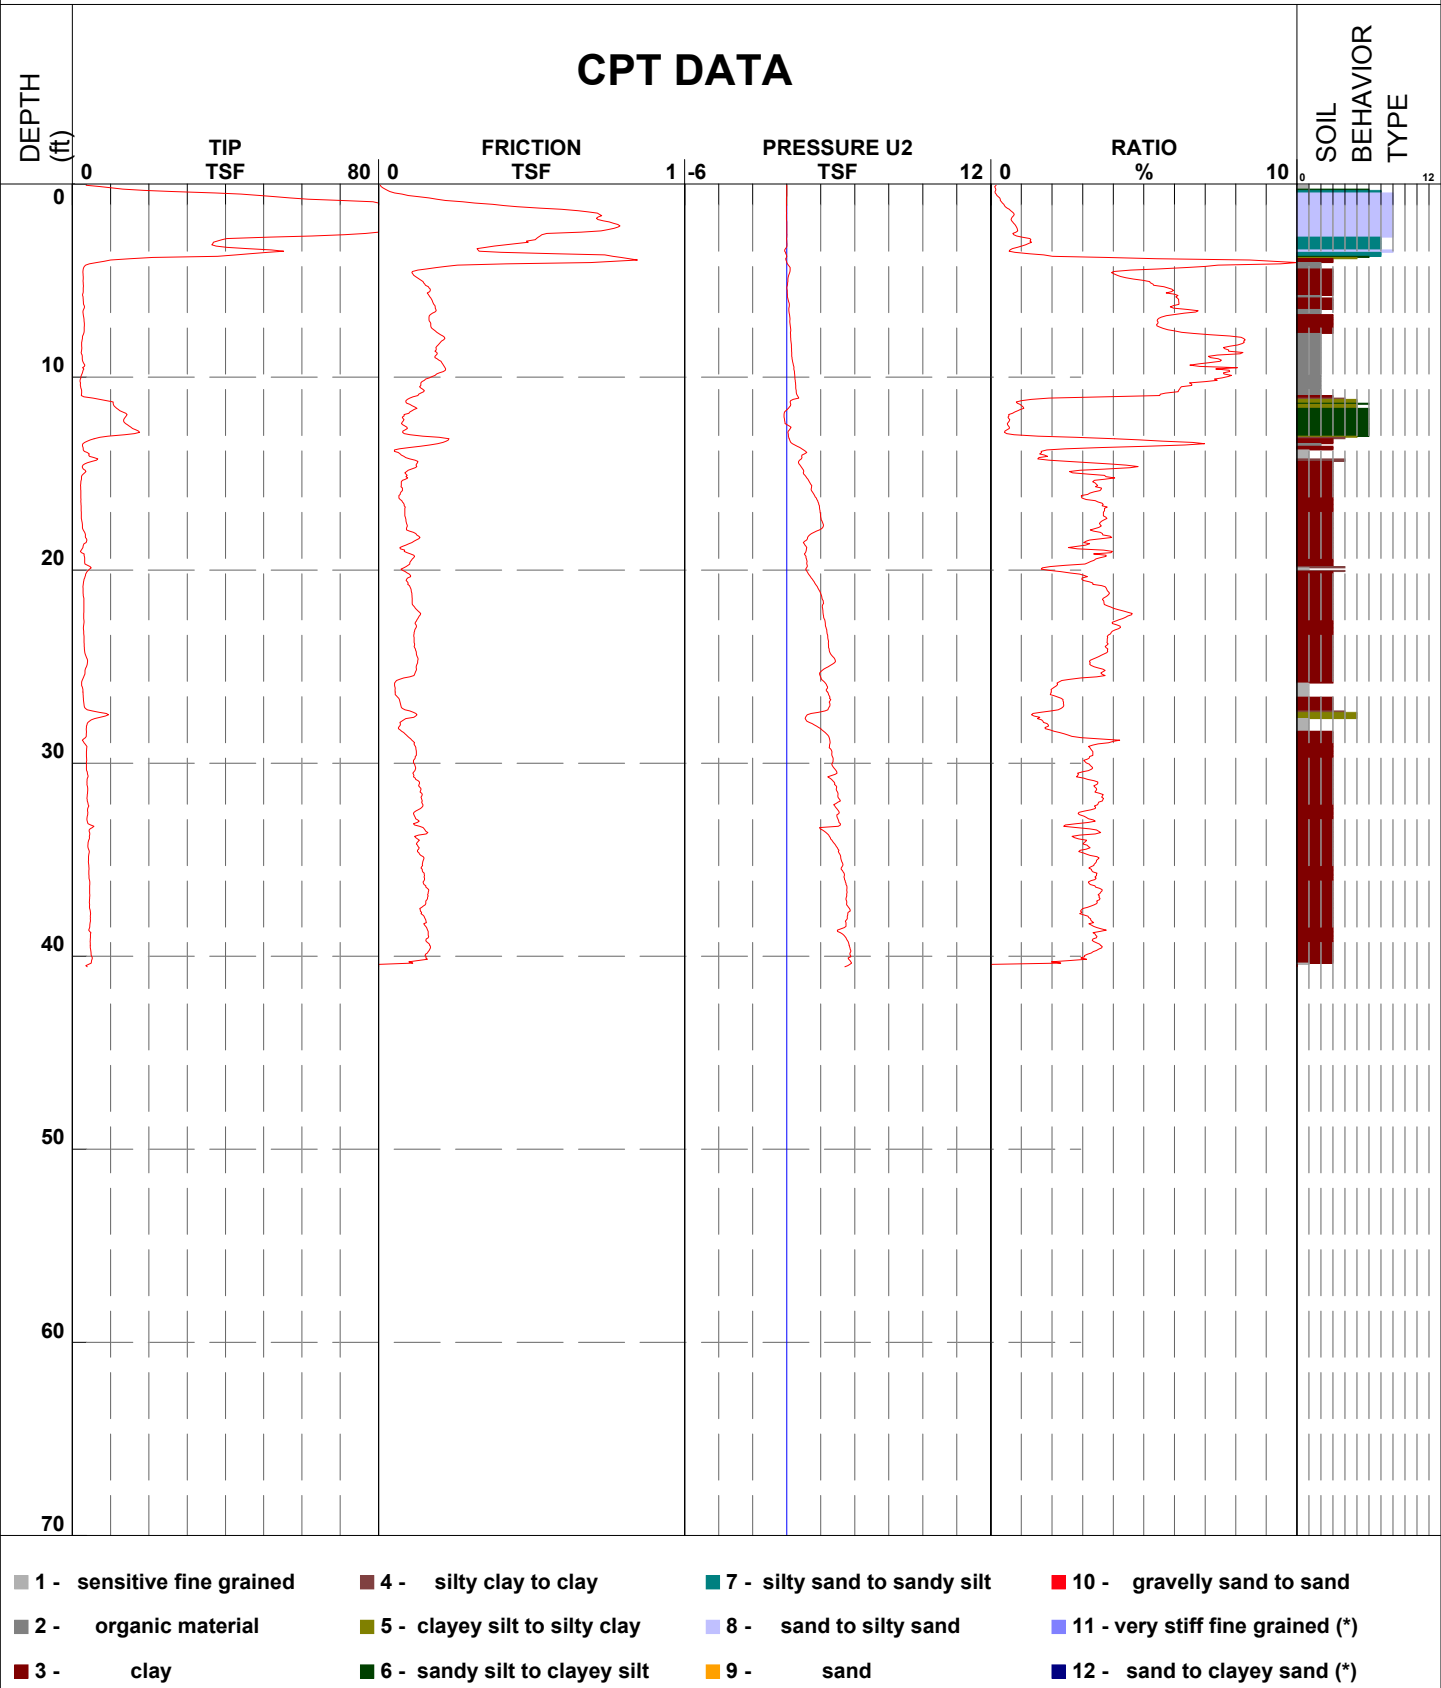 CPT DATA
DEPTH
(ft)
SOIL
BEHAVIOR
TYPE
TIP
FRICTION
PRESSURE U2
RATIO
0 TSF 80
0 TSF 1
-6 TSF 12
0 % 10
0 12
0
10
20
30
40
50
60
70
1 - sensitive fine grained
4 - silty clay to clay
7 - silty sand to sandy silt
10 - gravelly sand to sand
2 - organic material
5 - clayey silt to silty clay
8 - sand to silty sand
11 - very stiff fine grained (*)
3 - clay
6 - sandy silt to clayey silt
9 - sand
12 - sand to clayey sand (*)